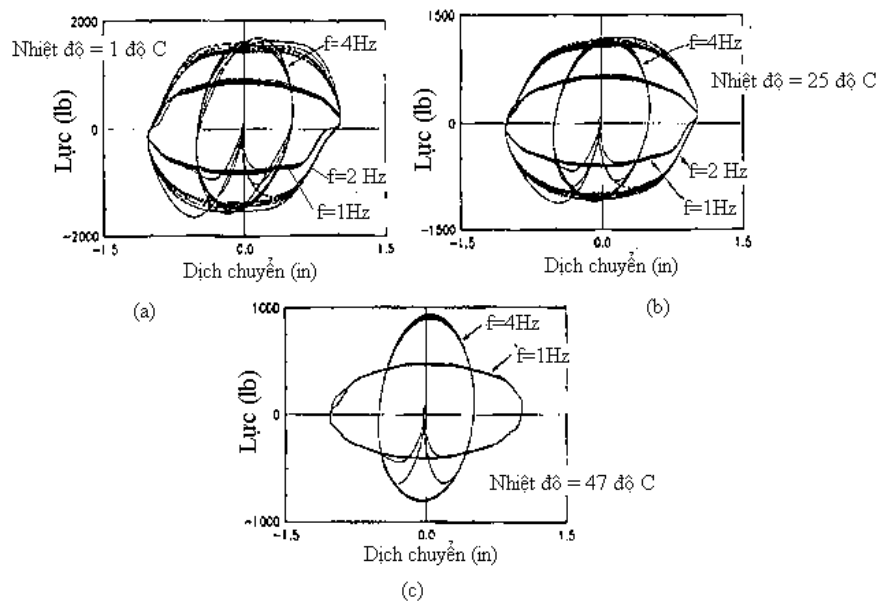 (a)
2000
Nhiệt độ = 1 độ C
f=4Hz
Lực (lb)
0
f=2 Hz
f=1Hz
-2000
-1.5
0.0
1.5
Dịch chuyển (in)
(a)
(b)
1500
f=4Hz
Nhiệt độ = 25 độ C
Lực (lb)
0
f=2 Hz
f=1Hz
-1500
-1.5
0.0
1.5
Dịch chuyển (in)
(b)
1000
f=4Hz
f=1Hz
Lực (lb)
0
Nhiệt đô = 47 độ C
-1000
-1.5
0.0
1.5
Dịch chuyển (in)
(c)